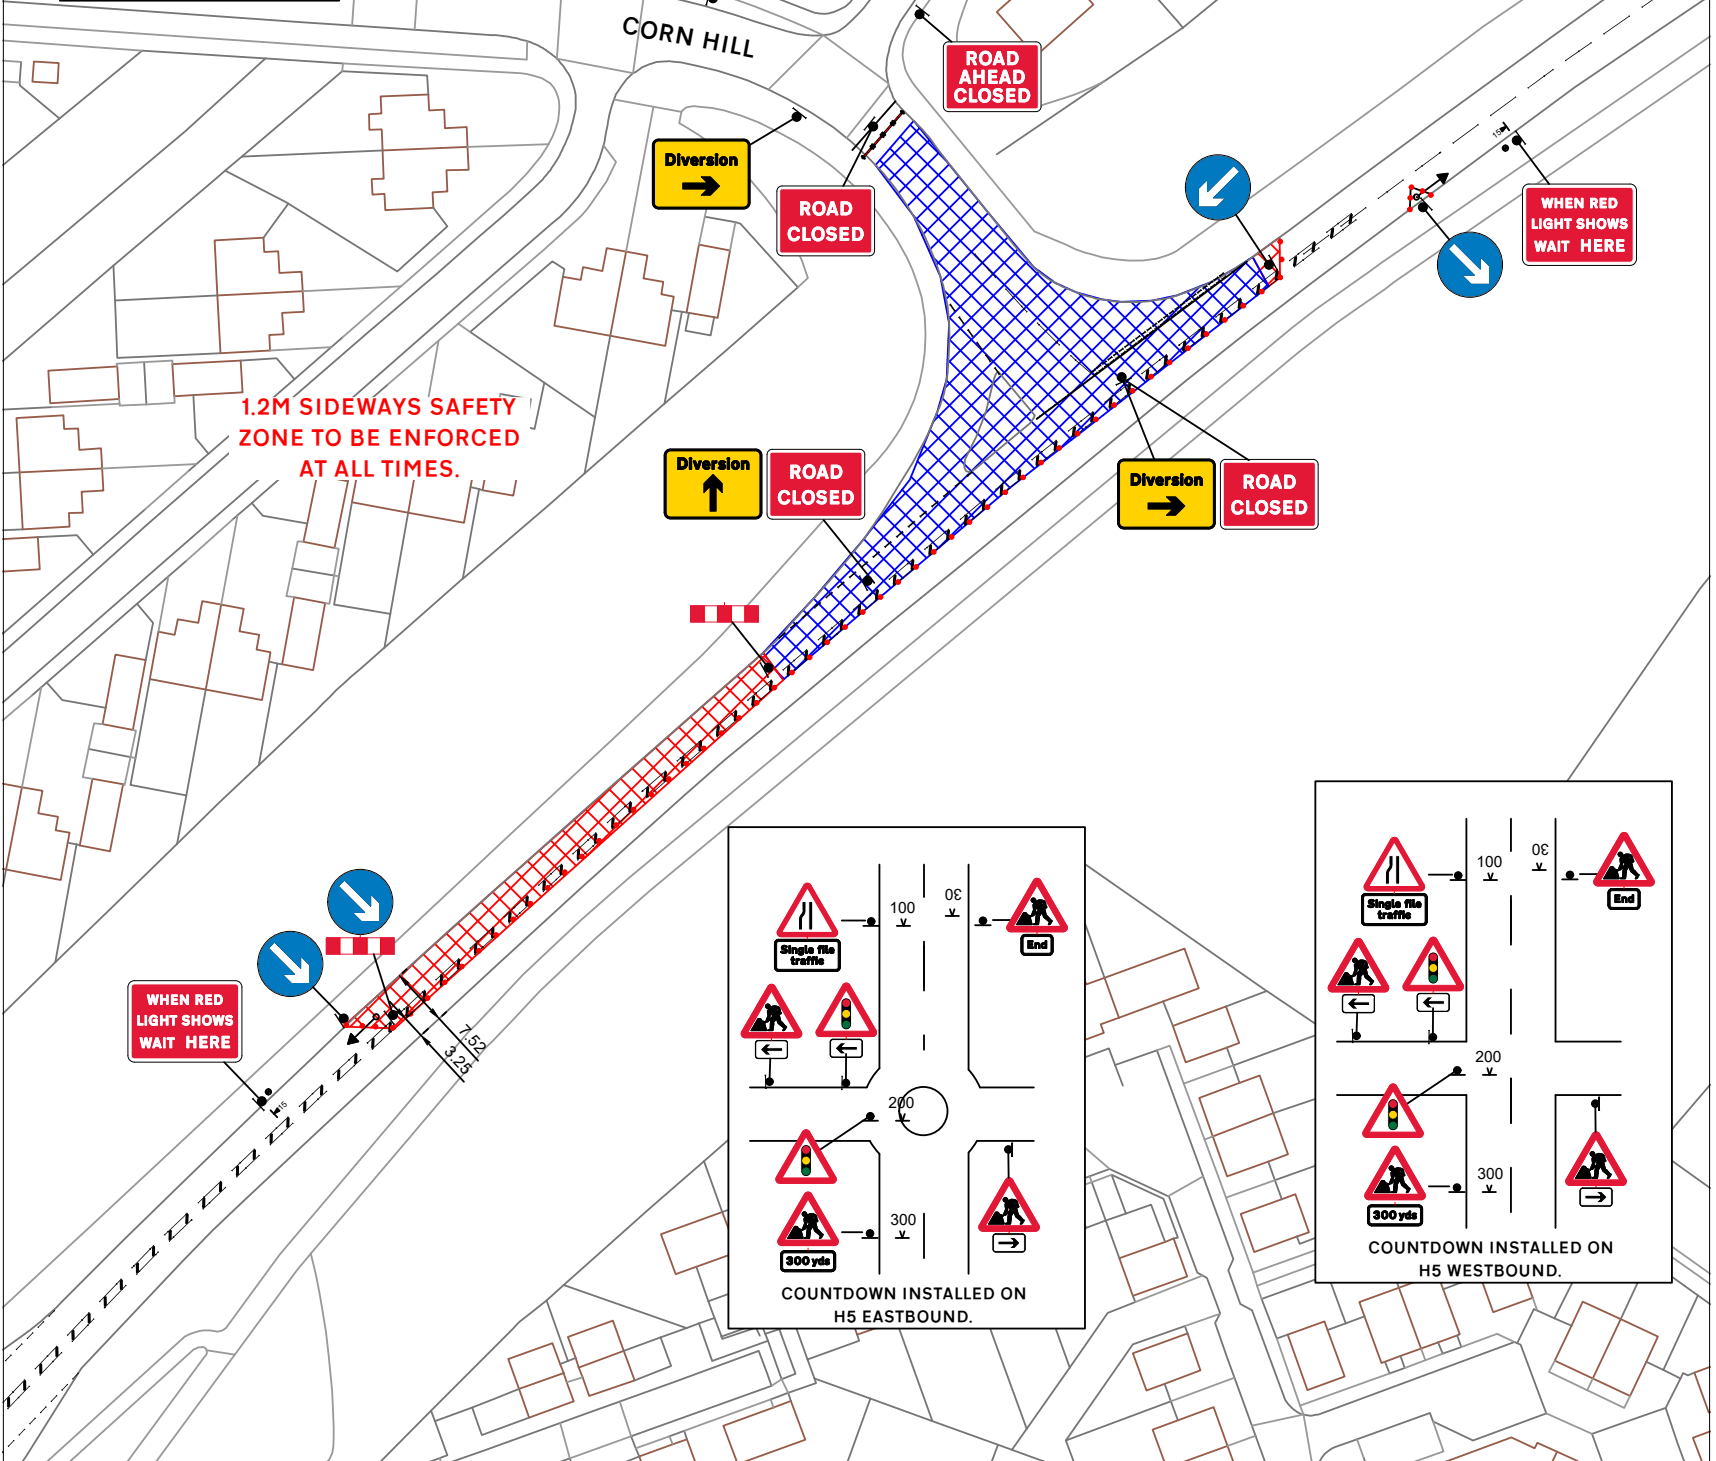 CORN HILL
ROAD
AHEAD
CLOSED
Diversion
ROAD
CLOSED
15
WHEN RED
LIGHT SHOWS
WAIT HERE
1.2M SIDEWAYS SAFETY
ZONE TO BE ENFORCED
AT ALL TIMES.
Diversion
ROAD
CLOSED
Diversion
ROAD
CLOSED
WHEN RED
LIGHT SHOWS
WAIT HERE
15
7.52
3.25
100
30
Single file
traffic
End
200
300
300 yds
COUNTDOWN INSTALLED ON
H5 EASTBOUND.
100
30
Single file
traffic
End
200
300
300 yds
COUNTDOWN INSTALLED ON
H5 WESTBOUND.